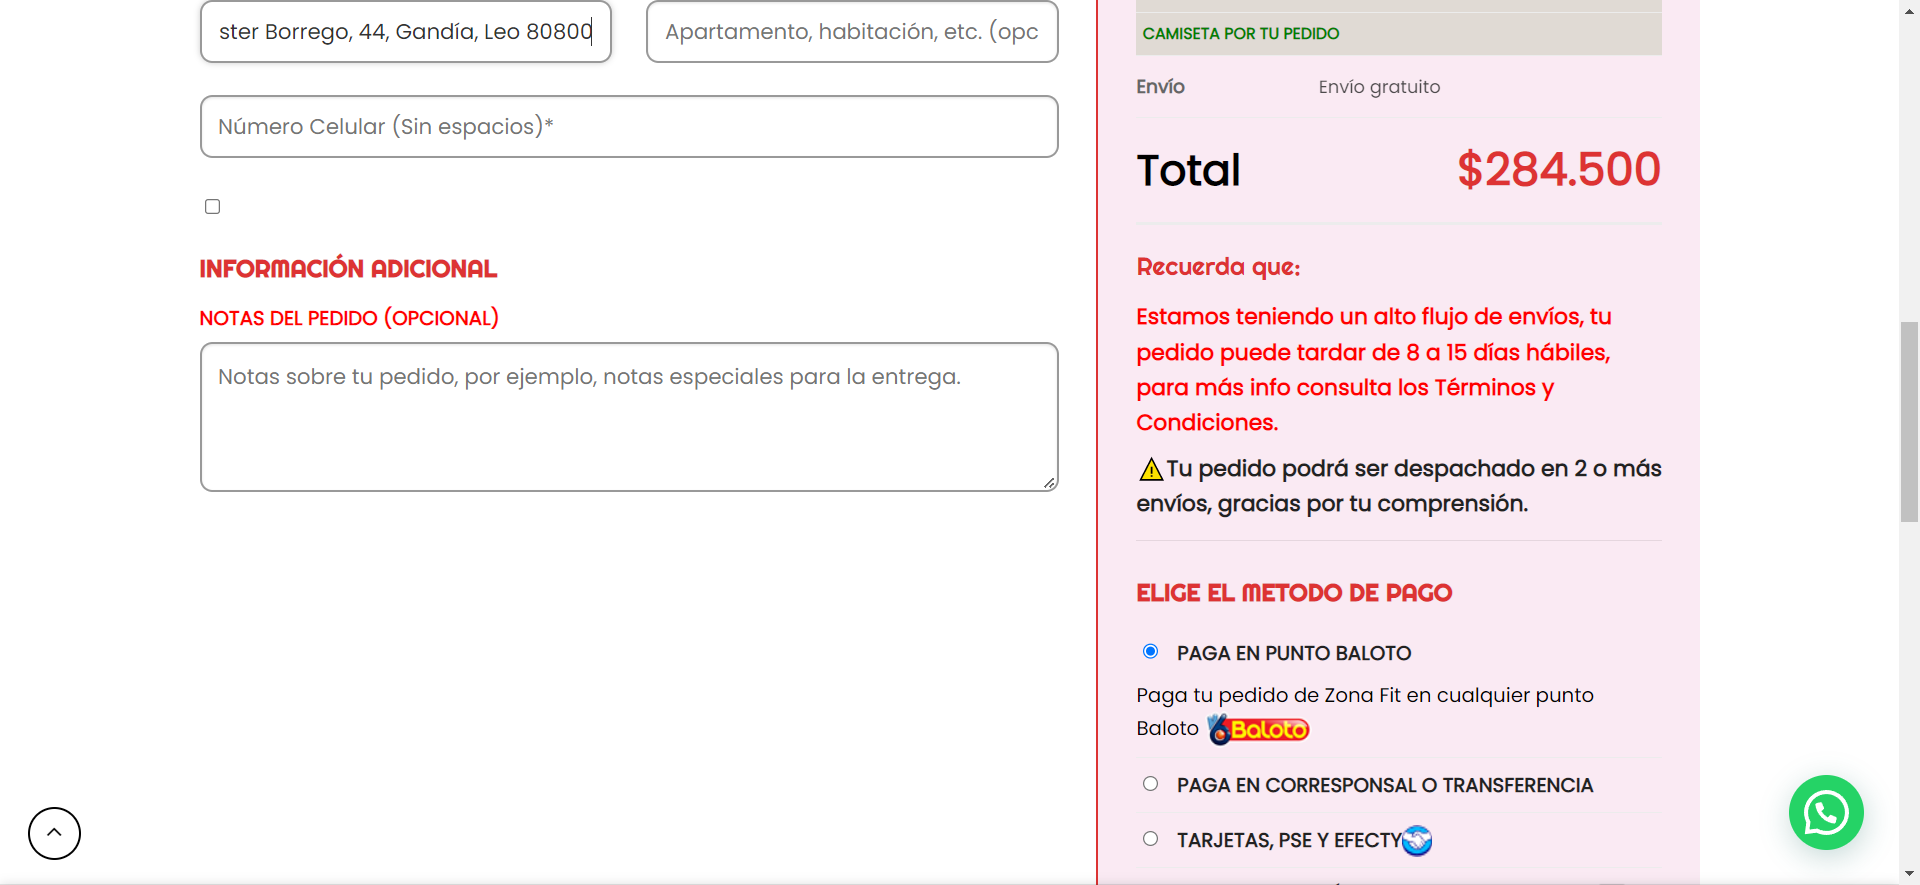 ster Borrego, 44, Gandía, Leo 80800
Apartamento, habitación, etc. (opc
Número Celular (Sin espacios)*
INFORMACIÓN ADICIONAL
NOTAS DEL PEDIDO (OPCIONAL)
Notas sobre tu pedido, por ejemplo, notas especiales para la entrega.
CAMISETA POR TU PEDIDO
Envío
Envío gratuito
Total
$284.500
Recuerda que:
Estamos teniendo un alto flujo de envíos, tu
pedido puede tardar de 8 a 15 días hábiles,
para más info consulta los Términos y
Condiciones.
⚠Tu pedido podrá ser despachado en 2 o más
envíos, gracias por tu comprensión.
ELIGE EL METODO DE PAGO
PAGA EN PUNTO BALOTO
Paga tu pedido de Zona Fit en cualquier punto
Baloto Baloto
PAGA EN CORRESPONSAL O TRANSFERENCIA
TARJETAS, PSE Y EFECTY